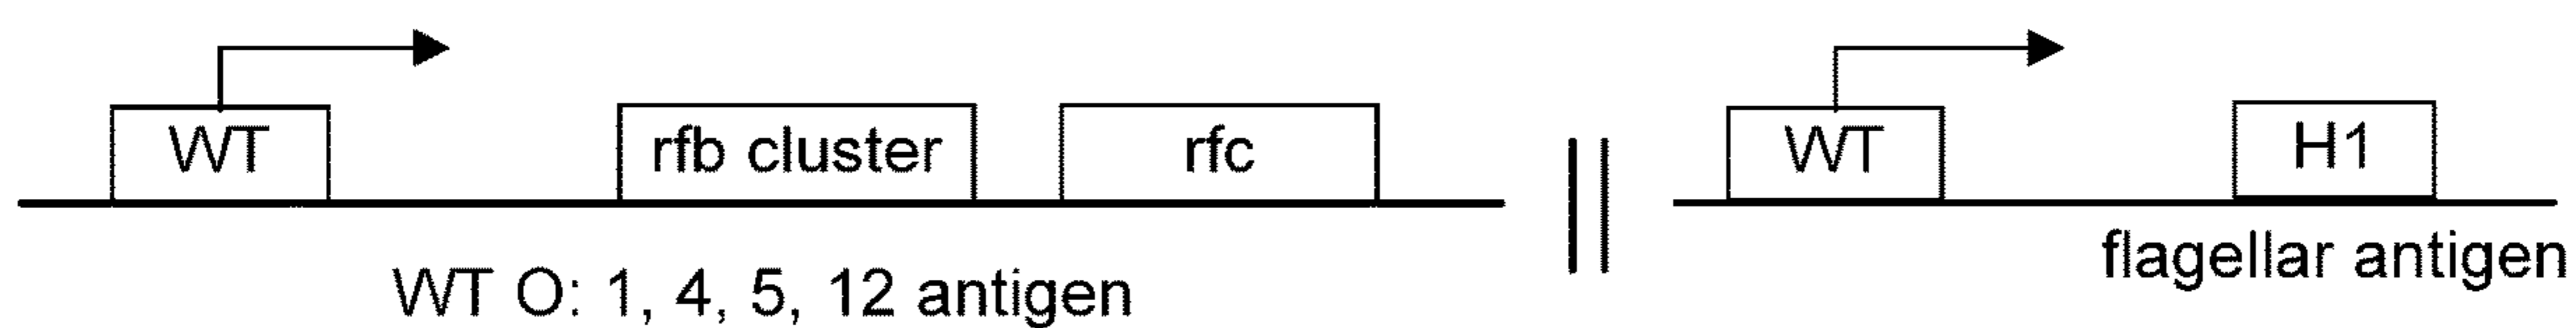 WT rfb cluster rfc WT H1
WT O: 1, 4, 5, 12 antigen
flagellar antigen